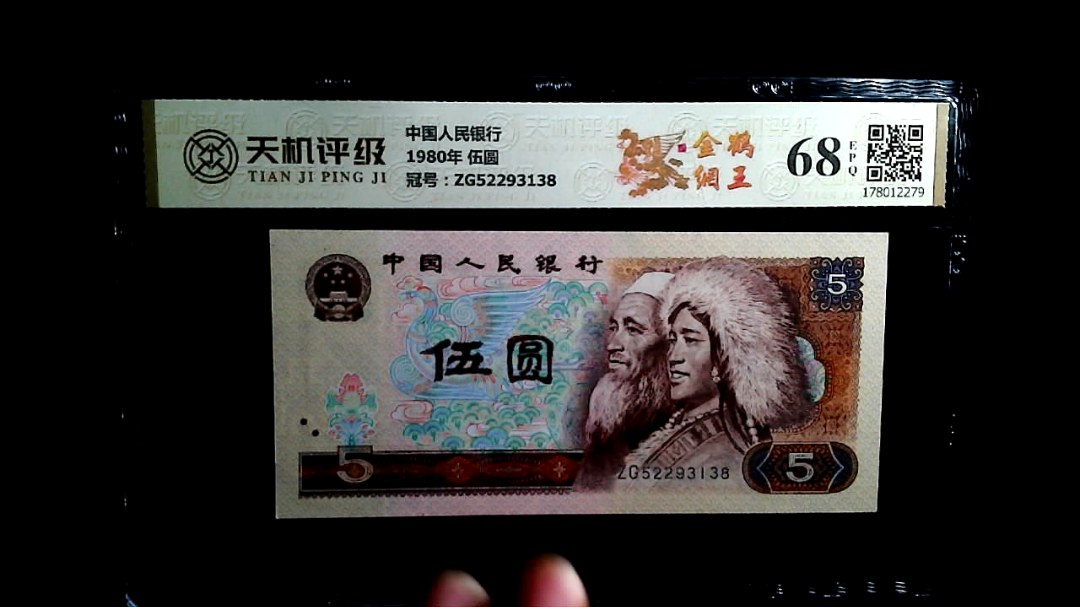 天机评级
TIAN JI PING JI
中国人民银行
1980年 伍圆
冠号：ZG52293138
金鹤
網王
68
EPQ
178012279
中国人民银行
5
伍圆
5
ZG52293138
5